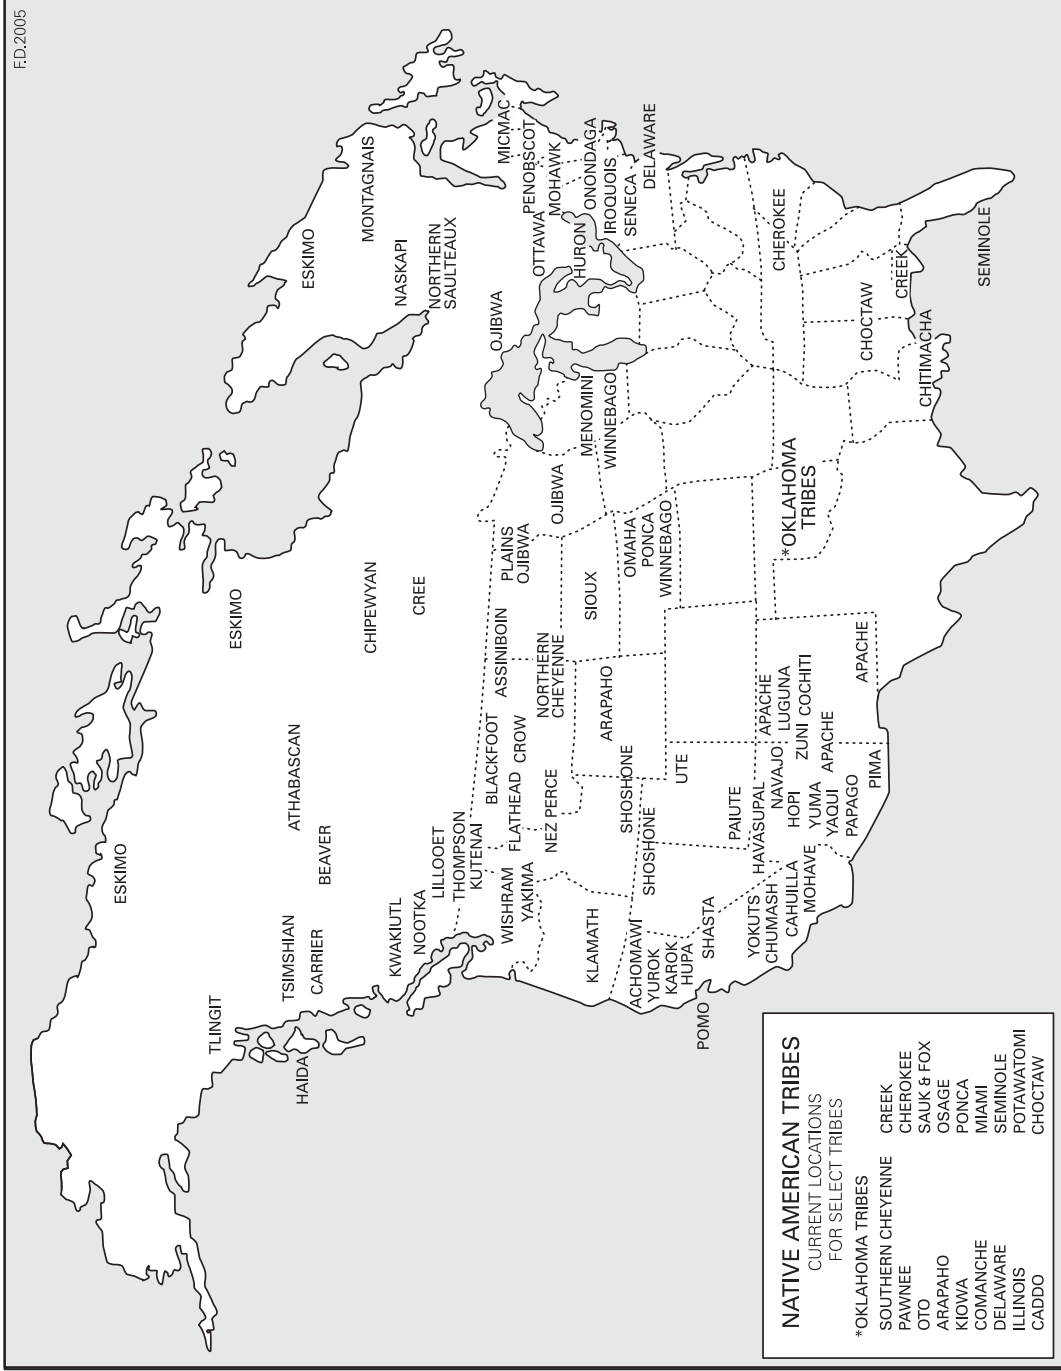 F.D.2005
ESKIMO
ESKIMO
ESKIMO
MONTAGNAIS
NASKAPI
NORTHERN
SAULTEAUX
TLINGIT
HAIDA
TSIMSHIAN
CARRIER
ATHABASCAN
BEAVER
CHIPEWYAN
CREE
KWAKIUTL
NOOTKA
LILLOOET
THOMPSON
KUTENAI
OJIBWA
MICMAC
PENOBSCOT
OTTAWA
MOHAWK
HURON
ONONDAGA
IROQUOIS
SENECA
DELAWARE
WISHRAM
YAKIMA
BLACKFOOT
FLATHEAD
CROW
NEZ PERCE
ASSINIBOIN
NORTHERN
CHEYENNE
PLAINS
OJIBWA
OJIBWA
MENOMINI
WINNEBAGO
SIOUX
OMAHA
PONCA
WINNEBAGO
ARAPAHO
SHOSHONE
SHOSHONE
KLAMATH
ACHOMAWI
YUROK
KAROK
HUPA
SHASTA
POMO
UTE
PAIUTE
YOKUTS
CHUMASH
CAHUILLA
MOHAVE
HAVASUPAI
NAVAJO
HOPI
YUMA
YAQUI
PAPAGO
PIMA
APACHE
LUGUNA
ZUNI COCHITI
APACHE
APACHE
*OKLAHOMA
TRIBES
CHEROKEE
CHOCTAW
CREEK
CHITIMACHA
SEMINOLE
NATIVE AMERICAN TRIBES
CURRENT LOCATIONS
FOR SELECT TRIBES
*OKLAHOMA TRIBES
SOUTHERN CHEYENNE CREEK
PAWNEE CHEROKEE
OTO SAUK & FOX
ARAPAHO OSAGE
KIOWA PONCA
COMANCHE MIAMI
DELAWARE SEMINOLE
ILLINOIS POTAWATOMI
CADDO CHOCTAW